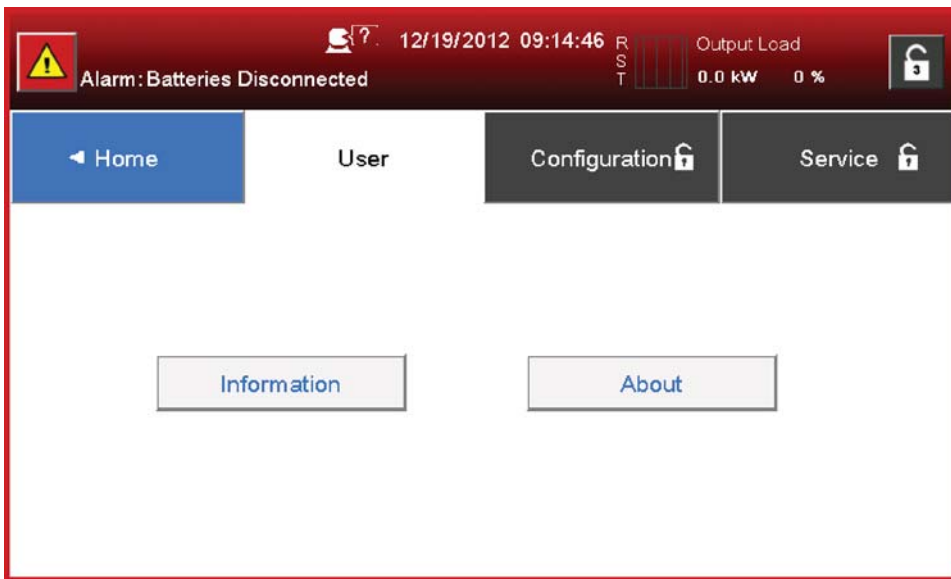 ? 12/19/2012 09:14:46 R Output Load
S
Alarm: Batteries Disconnected T 0.0 kW 0 %
3
◄ Home User Configuration Service
Information About